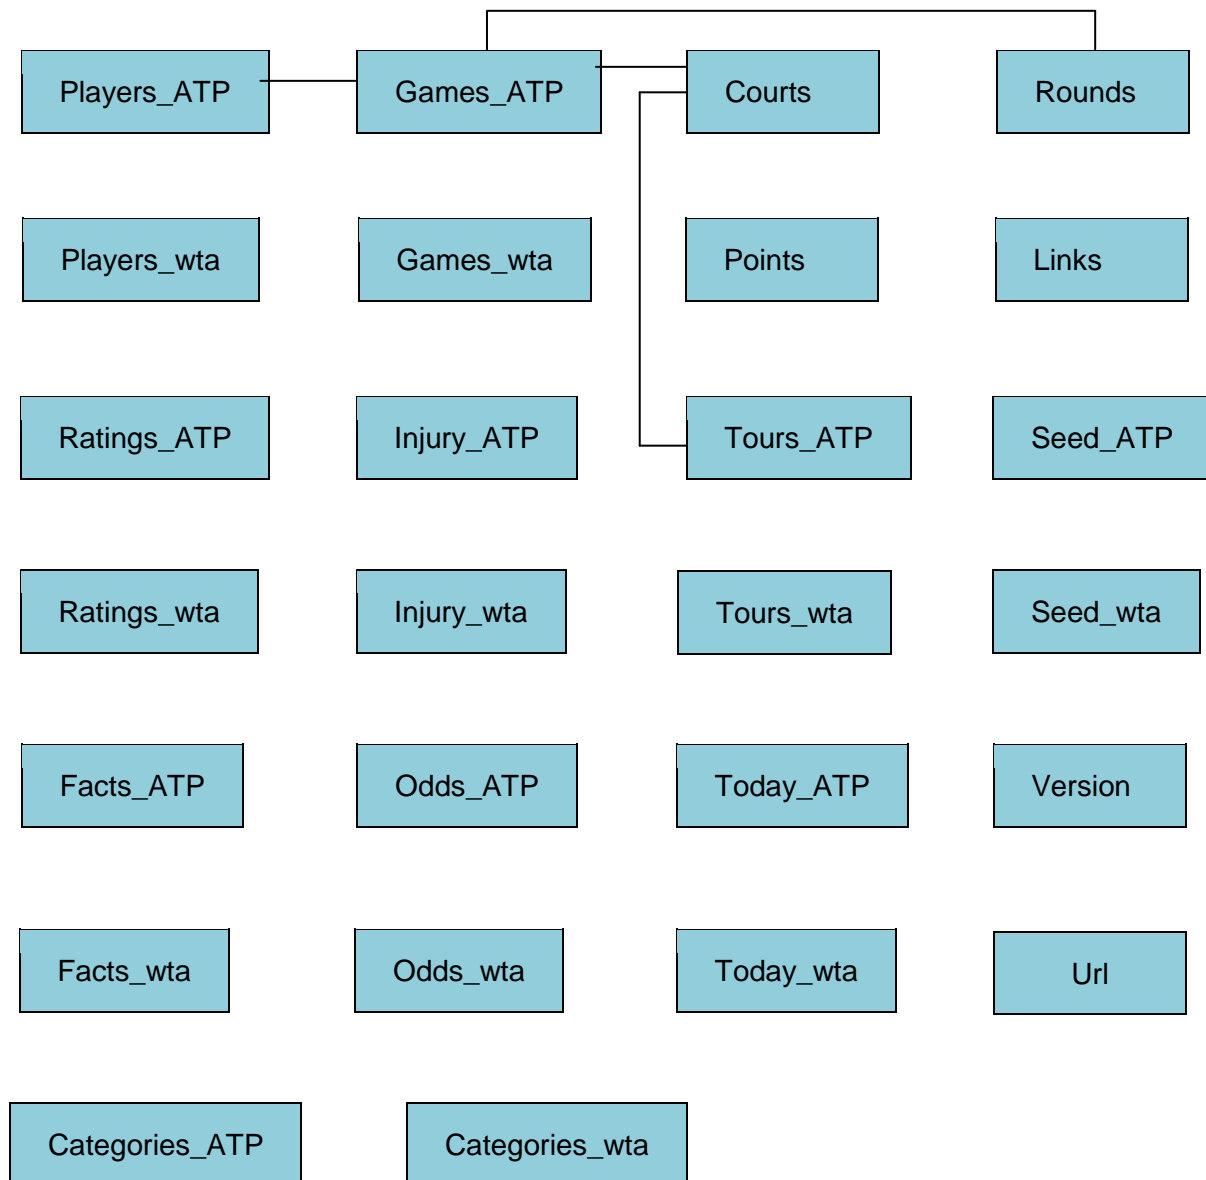 Players_ATP
Games_ATP
Courts
Rounds
Players_wta
Games_wta
Points
Links
Ratings_ATP
Injury_ATP
Tours_ATP
Seed_ATP
Ratings_wta
Injury_wta
Tours_wta
Seed_wta
Facts_ATP
Odds_ATP
Today_ATP
Version
Facts_wta
Odds_wta
Today_wta
Url
Categories_ATP
Categories_wta